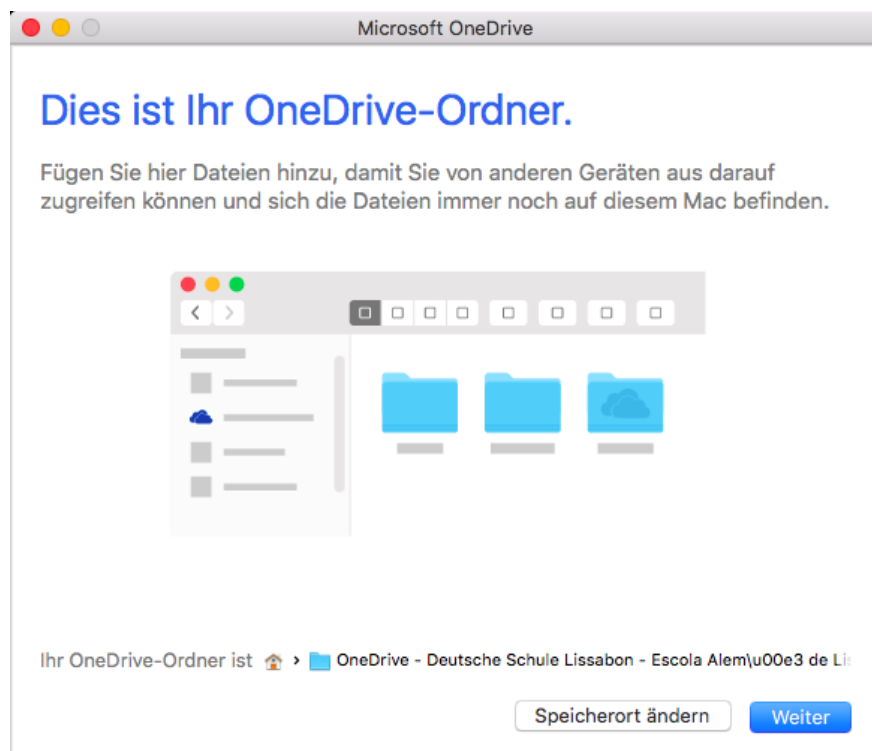 Microsoft OneDrive
Dies ist Ihr OneDrive-Ordner.
Fügen Sie hier Dateien hinzu, damit Sie von anderen Geräten aus darauf
zugreifen können und sich die Dateien immer noch auf diesem Mac befinden.
Ihr OneDrive-Ordner ist › OneDrive - Deutsche Schule Lissabon - Escola Alem\u00e3 de Li
Speicherort ändern Weiter